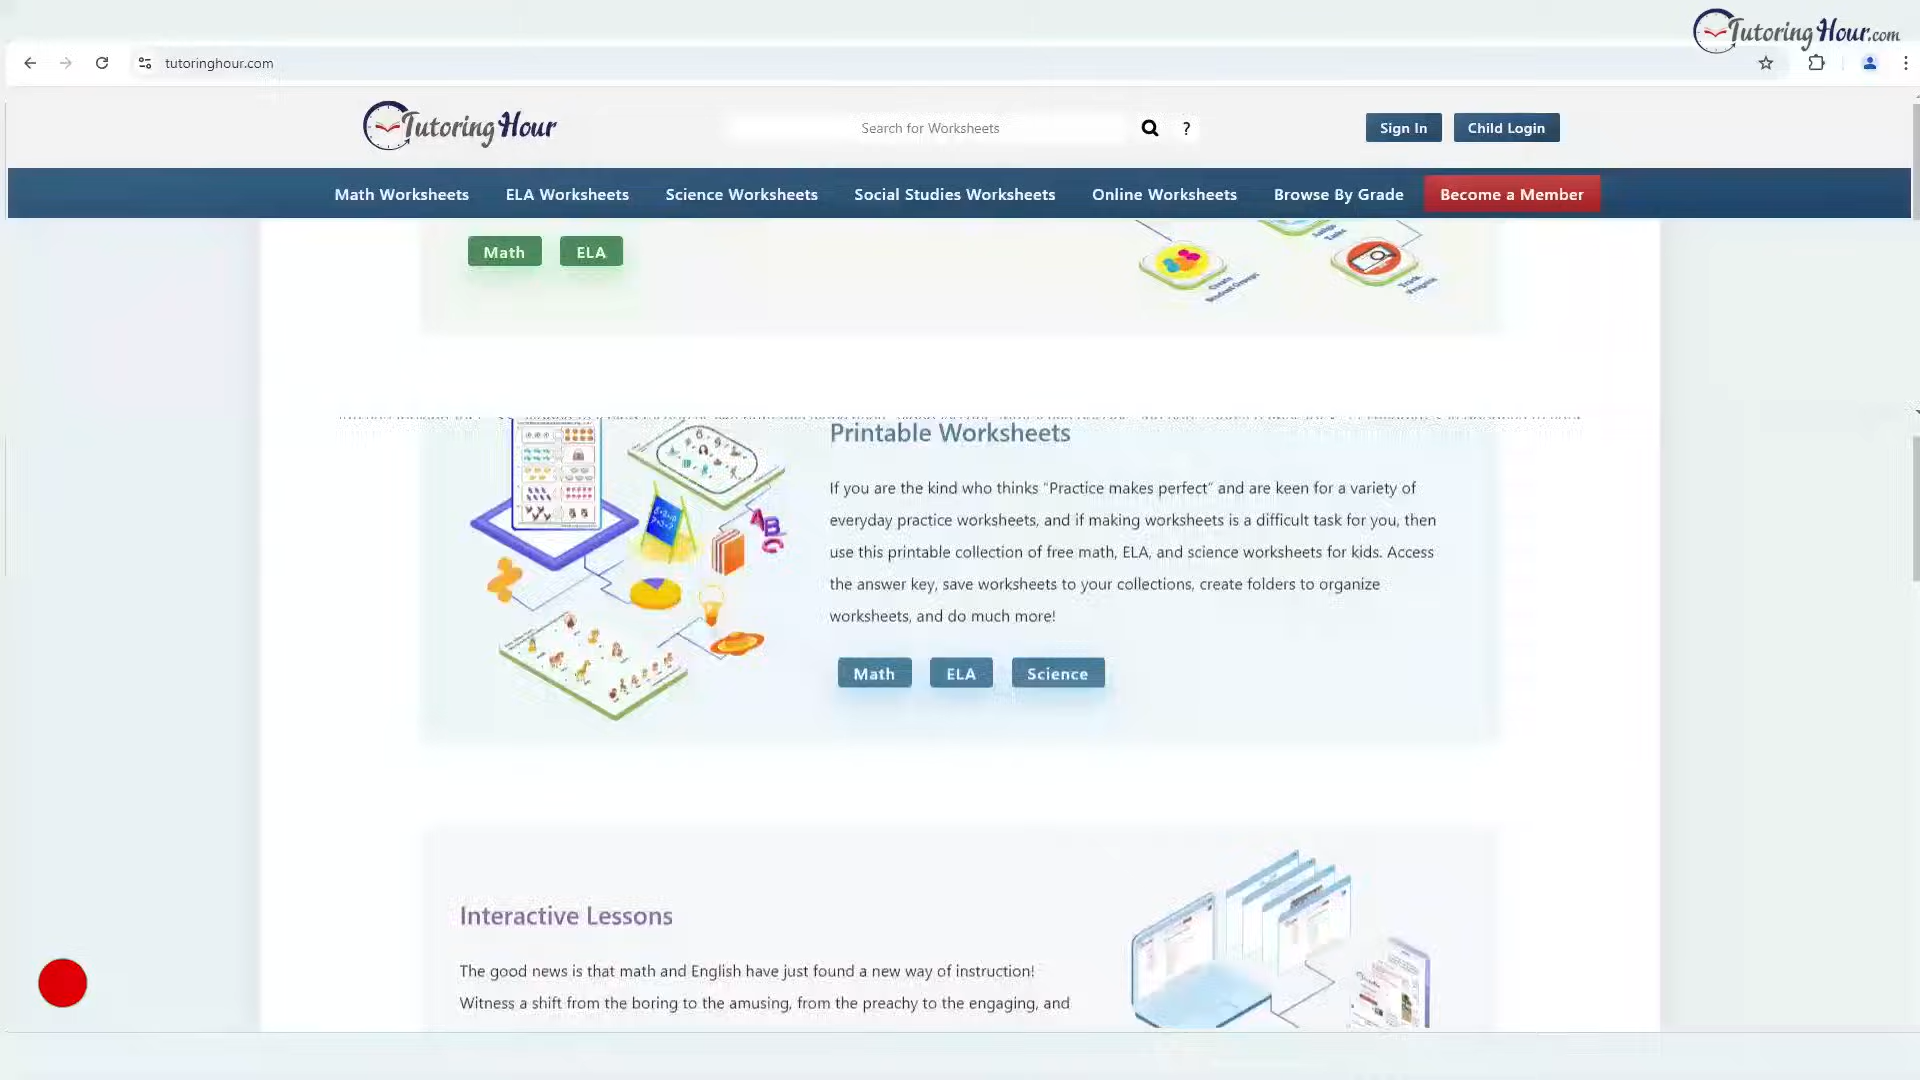 TutoringHour.com
tutoringhour.com
TutoringHour
Search for Worksheets
?
Sign In
Child Login
Math Worksheets
ELA Worksheets
Science Worksheets
Social Studies Worksheets
Online Worksheets
Browse By Grade
Become a Member
Math
ELA
Printable Worksheets
If you are the kind who thinks “Practice makes perfect” and are keen for a variety of
everyday practice worksheets, and if making worksheets is a difficult task for you, then
use this printable collection of free math, ELA, and science worksheets for kids. Access
the answer key, save worksheets to your collections, create folders to organize
worksheets, and do much more!
ABC
Math
ELA
Science
Interactive Lessons
The good news is that math and English have just found a new way of instruction!
Witness a shift from the boring to the amusing, from the preachy to the engaging, and